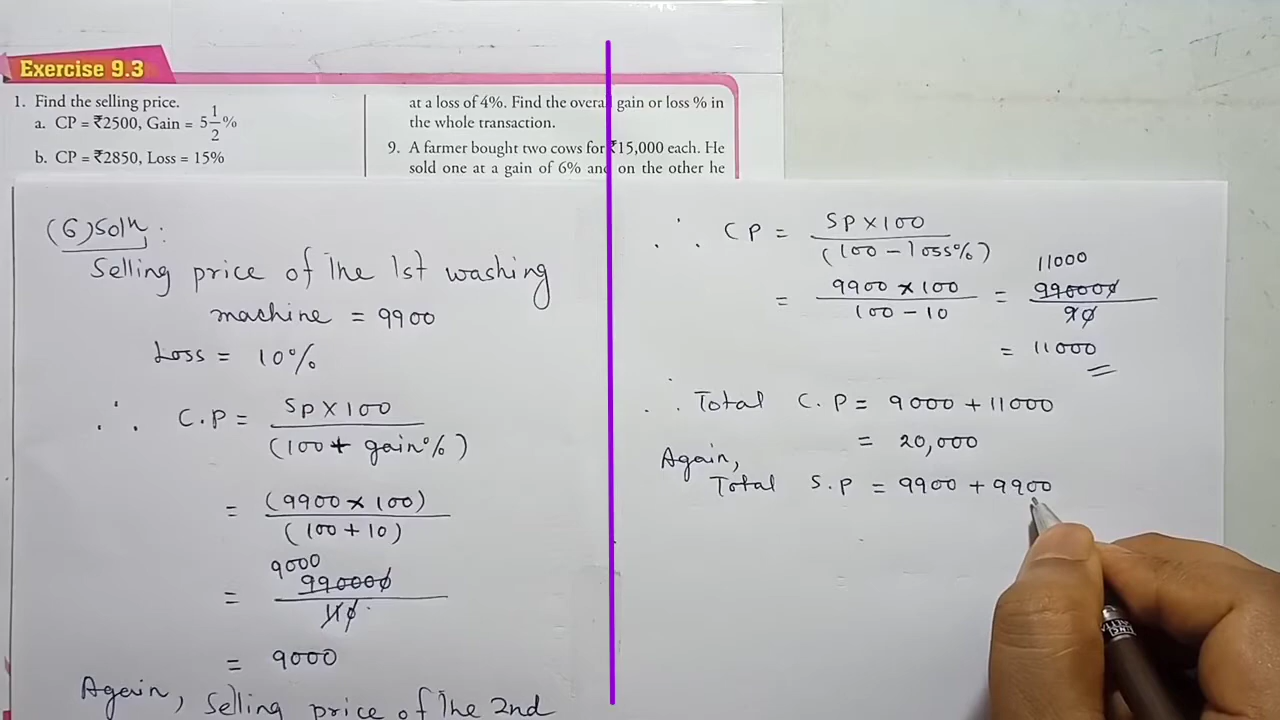 Exercise 9.3
1. Find the selling price.
a. CP = ₹2500, Gain = 5 1/2 %
b. CP = ₹2850, Loss = 15%
at a loss of 4%. Find the overall gain or loss % in
the whole transaction.
9. A farmer bought two cows for ₹15,000 each. He
sold one at a gain of 6% and on the other he
(6) Soln:
Selling price of the 1st washing
machine = 9900
Loss = 10%
∴ C.P = SP×100 / (100 + gain%)
= (9900 × 100) / (100 + 10)
9000
= 990000 / 110
= 9000
Again, Selling price of the 2nd
∴ CP = SP×100 / (100 - loss%)
11000
= 9900 × 100 / 100 - 10 = 990000 / 90
= 11000
∴ Total C.P = 9000 + 11000
= 20,000
Again,
Total S.P = 9900 + 9900